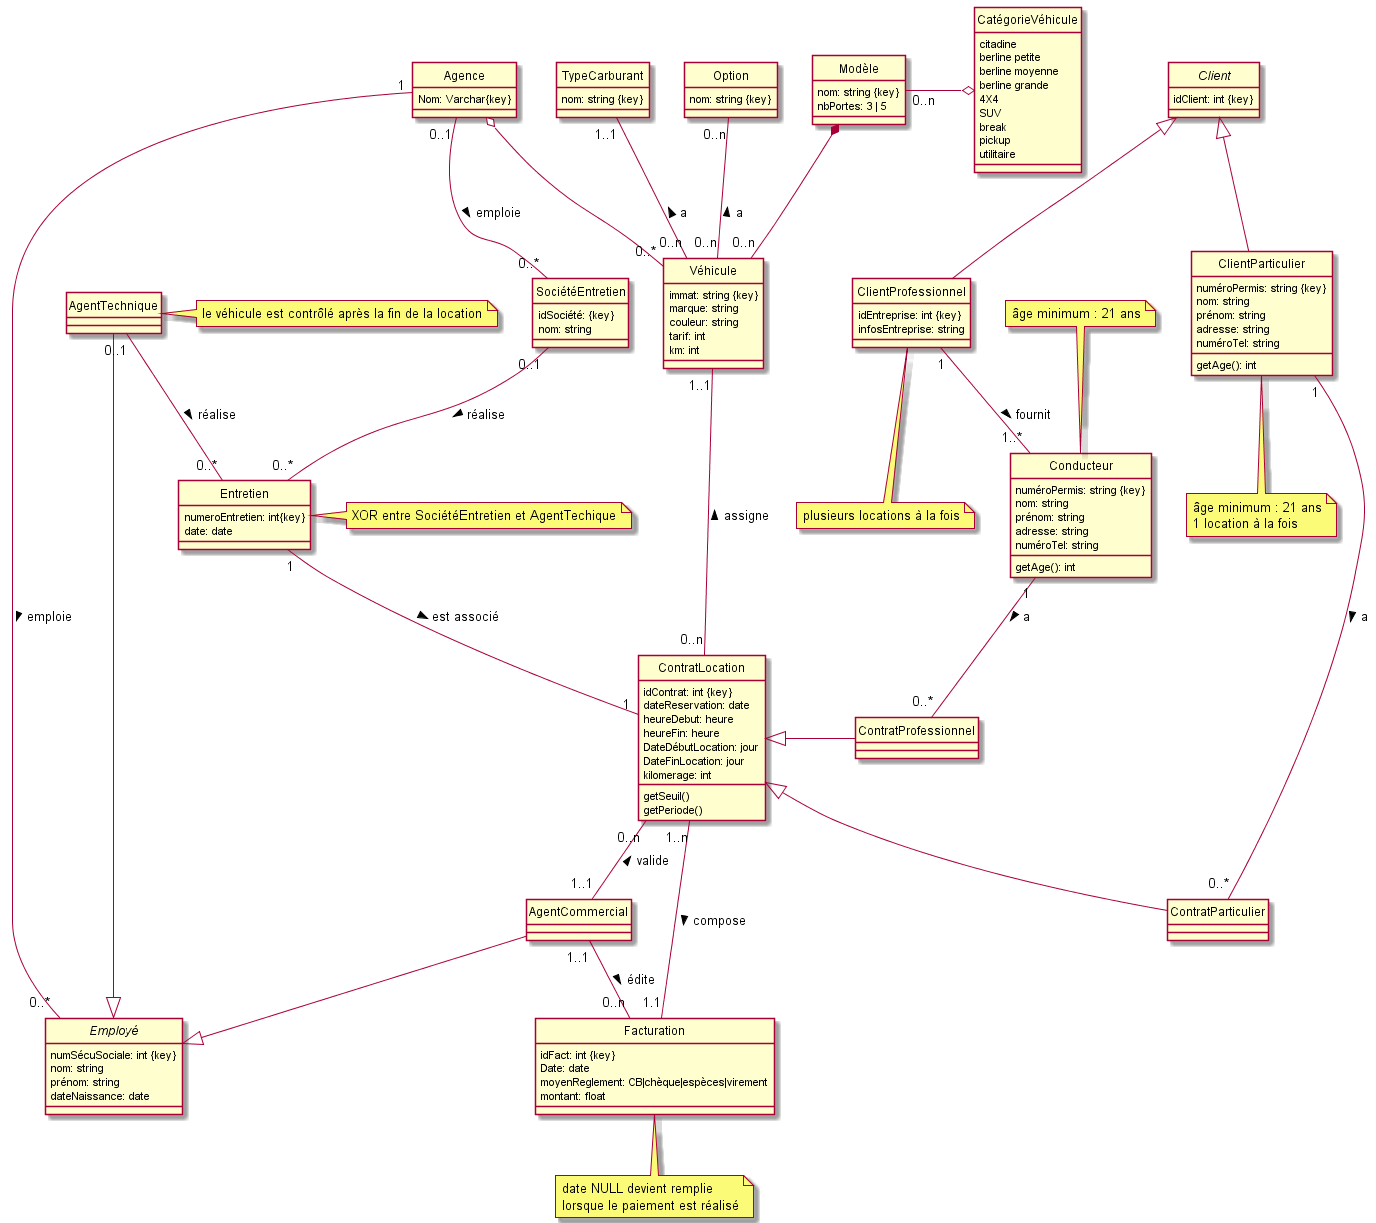 CatégorieVéhicule
citadine
berline petite
berline moyenne
berline grande
4X4
SUV
break
pickup
utilitaire
Agence
Nom: Varchar{key}
TypeCarburant
nom: string {key}
Option
nom: string {key}
Modèle
nom: string {key}
nbPortes: 3 | 5
Client
idClient: int {key}
1
0..n
0..1
1..1
0..n
emploie
a
a
0..*
0..*
0..n
0..n
0..n
AgentTechnique
le véhicule est contrôlé après la fin de la location
SociétéEntretien
idSociété: {key}
nom: string
Véhicule
immat: string {key}
marque: string
couleur: string
tarif: int
km: int
ClientProfessionnel
idEntreprise: int {key}
infosEntreprise: string
âge minimum : 21 ans
ClientParticulier
numéroPermis: string {key}
nom: string
prénom: string
adresse: string
numéroTel: string
getAge(): int
0..1
0..1
1..1
1
1
réalise
réalise
fournit
0..*
0..*
1..*
Entretien
numeroEntretien: int{key}
date: date
XOR entre SociétéEntretien et AgentTechique
assigne
plusieurs locations à la fois
Conducteur
numéroPermis: string {key}
nom: string
prénom: string
adresse: string
numéroTel: string
getAge(): int
âge minimum : 21 ans
1 location à la fois
1
1
emploie
est associé
a
a
0..n
1
0..*
ContratLocation
idContrat: int {key}
dateReservation: date
heureDebut: heure
heureFin: heure
DateDébutLocation: jour
DateFinLocation: jour
kilomerage: int
getSeuil()
getPeriode()
ContratProfessionnel
0..n
1..n
valide
1..1
0..*
AgentCommercial
compose
ContratParticulier
1..1
édite
0..*
0..n
1.1
Employé
numSécuSociale: int {key}
nom: string
prénom: string
dateNaissance: date
Facturation
idFact: int {key}
Date: date
moyenReglement: CB|chèque|espèces|virement
montant: float
date NULL devient remplie
lorsque le paiement est réalisé